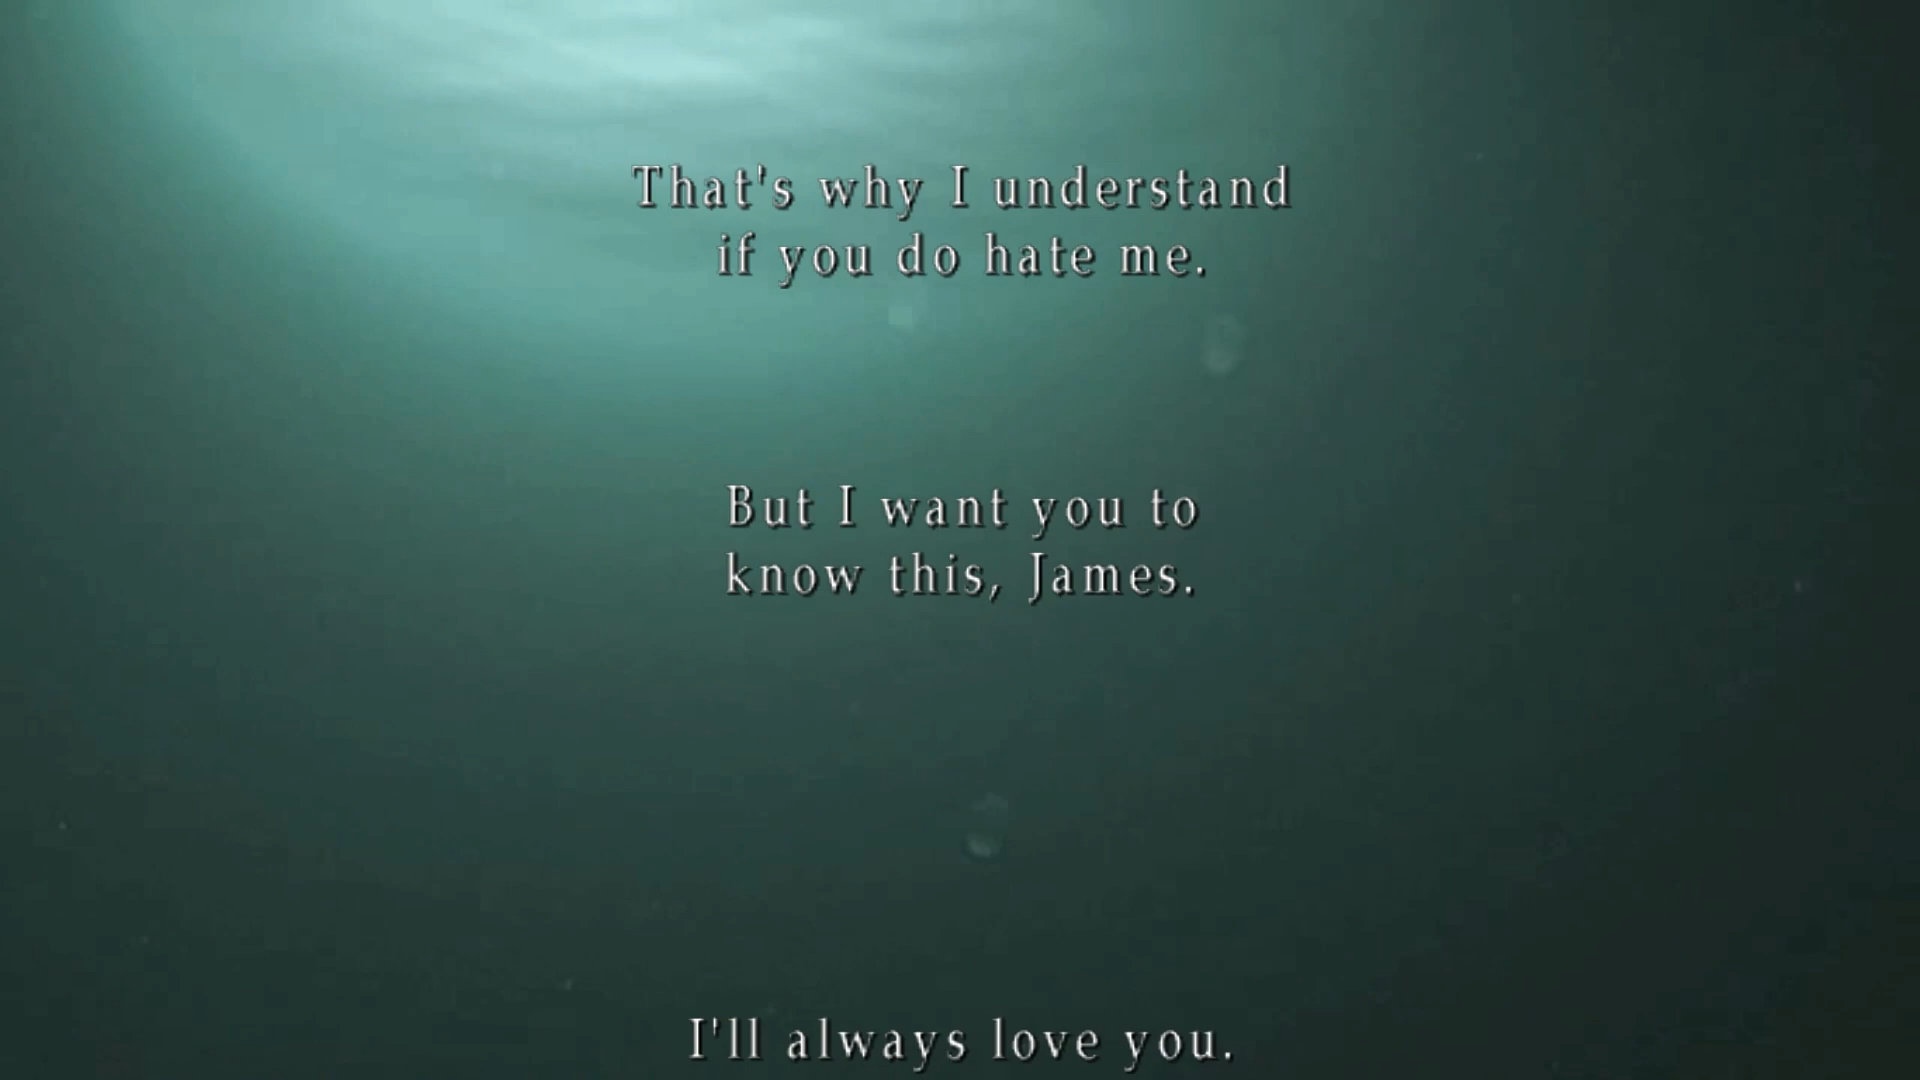 That's why I understand
if you do hate me.
But I want you to
know this, James.
I'll always love you.